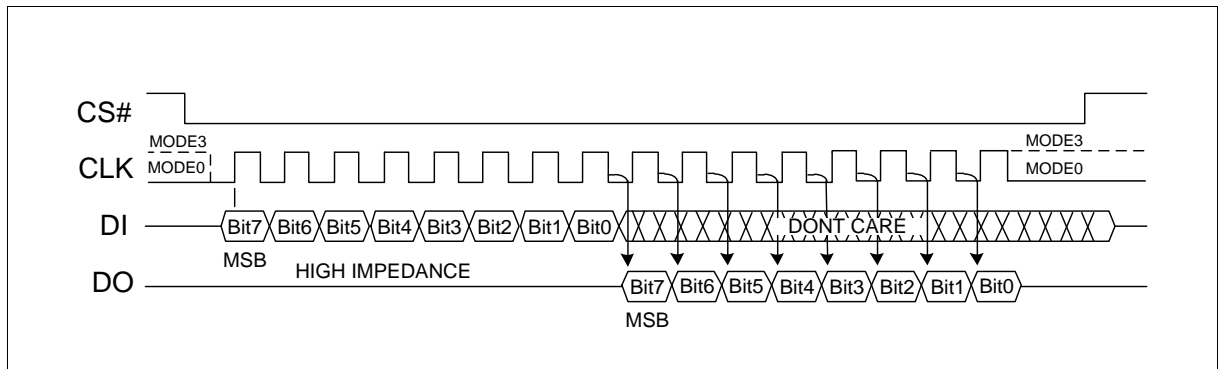 CS#
MODE3 MODE3
CLK MODE0 MODE0
DI Bit7 Bit6 Bit5 Bit4 Bit3 Bit2 Bit1 Bit0 DONT CARE
MSB HIGH IMPEDANCE
DO Bit7 Bit6 Bit5 Bit4 Bit3 Bit2 Bit1 Bit0
MSB